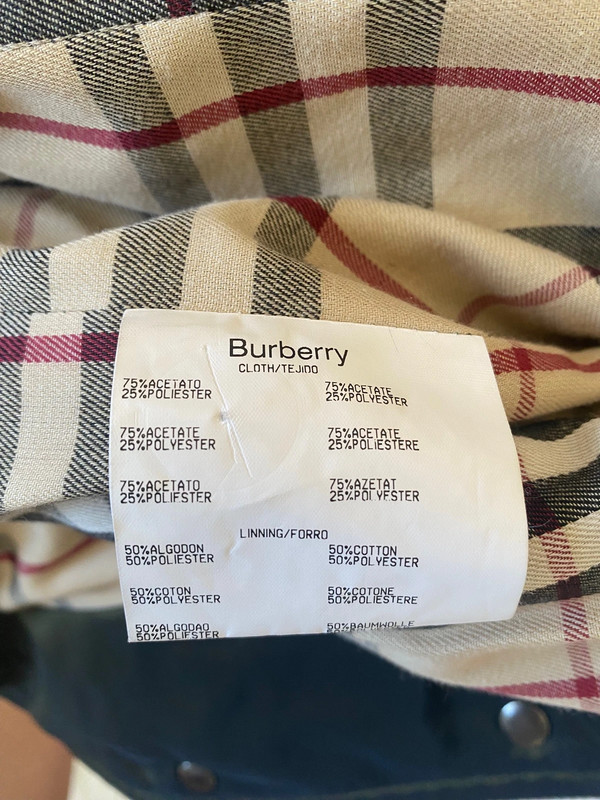 Burberry
CLOTH/TEJIDO
75%ACETATO
25%POLIESTER
75%ACETATE
25%POLYESTER
75%ACETATE
25%POLYESTER
75%ACETATE
25%POLIESTERE
75%ACETATO
25%POLIESTER
75%AZETAT
25%POLYESTER
LINNING/FORRO
50%ALGODON
50%POLIESTER
50%COTTON
50%POLYESTER
50%COTON
50%POLYESTER
50%COTONE
50%POLIESTERE
50%ALGODAO
50%POLIESTER
50%BAUMWOLLE